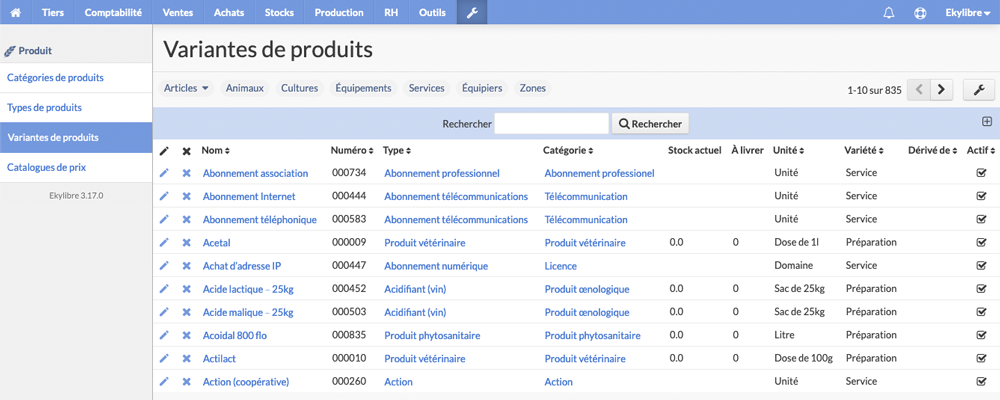 Tiers Comptabilité Ventes Achats Stocks Production RH Outils Ekylibre
Produit
Catégories de produits
Types de produits
Variantes de produits
Catalogues de prix
Ekylibre 3.17.0
Variantes de produits
Articles Animaux Cultures Équipements Services Équipiers Zones 1-10 sur 835
Rechercher Rechercher
Nom Numéro Type Catégorie Stock actuel À livrer Unité Variété Dérivé de Actif
Abonnement association 000734 Abonnement professionnel Abonnement professionel Unité Service
Abonnement Internet 000444 Abonnement télécommunications Télécommunication Unité Service
Abonnement téléphonique 000583 Abonnement télécommunications Télécommunication Unité Service
Acetal 000009 Produit vétérinaire Produit vétérinaire 0.0 0 Dose de 1l Préparation
Achat d'adresse IP 000447 Abonnement numérique Licence Domaine Service
Acide lactique - 25kg 000452 Acidifiant (vin) Produit œnologique 0.0 0 Sac de 25kg Préparation
Acide malique - 25kg 000503 Acidifiant (vin) Produit œnologique 0.0 0 Sac de 25kg Préparation
Acoidal 800 flo 000835 Produit phytosanitaire Produit phytosanitaire 0.0 0 Litre Préparation
Actilact 000010 Produit vétérinaire Produit vétérinaire 0.0 0 Dose de 100g Préparation
Action (coopérative) 000260 Action Action Unité Service